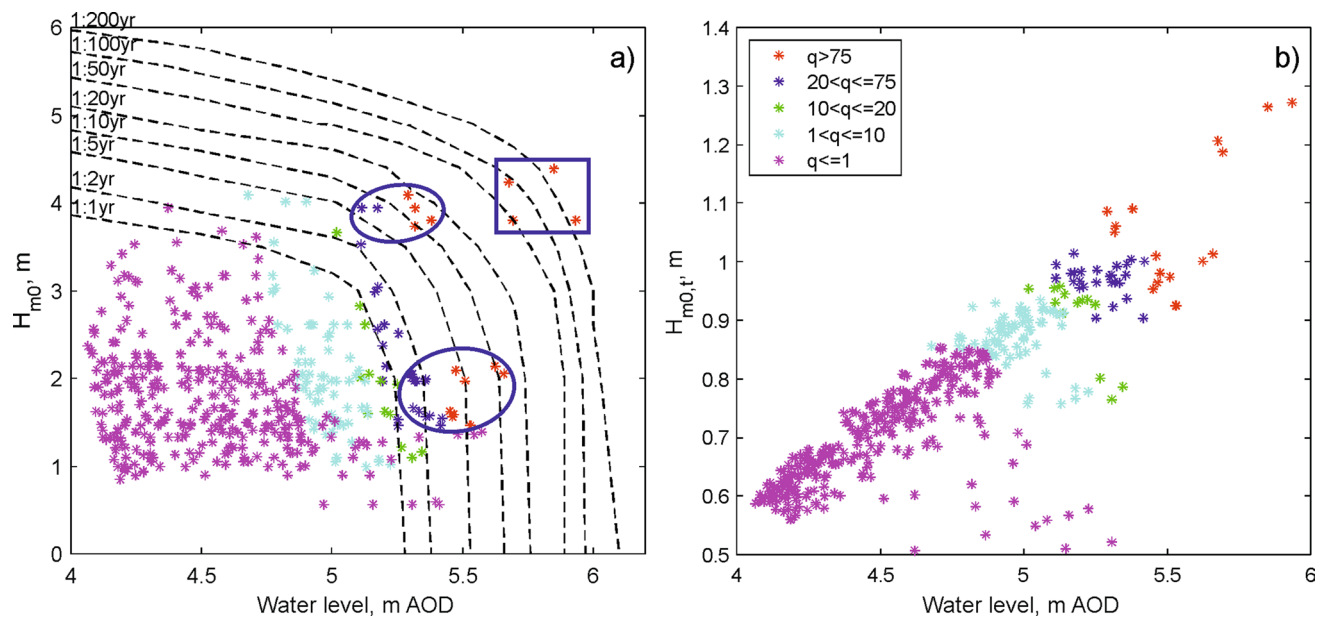 a)
1:200yr
1:100yr
1:50yr
1:20yr
1:10yr
1:5yr
1:2yr
1:1yr
6
5
4
3
2
1
0
4
4.5
5
5.5
6
Hm0, m
Water level, m AOD
b)
q>75
20<q<=75
10<q<=20
1<q<=10
q<=1
1.4
1.3
1.2
1.1
1
0.9
0.8
0.7
0.6
0.5
4
4.5
5
5.5
6
Hm0,t, m
Water level, m AOD